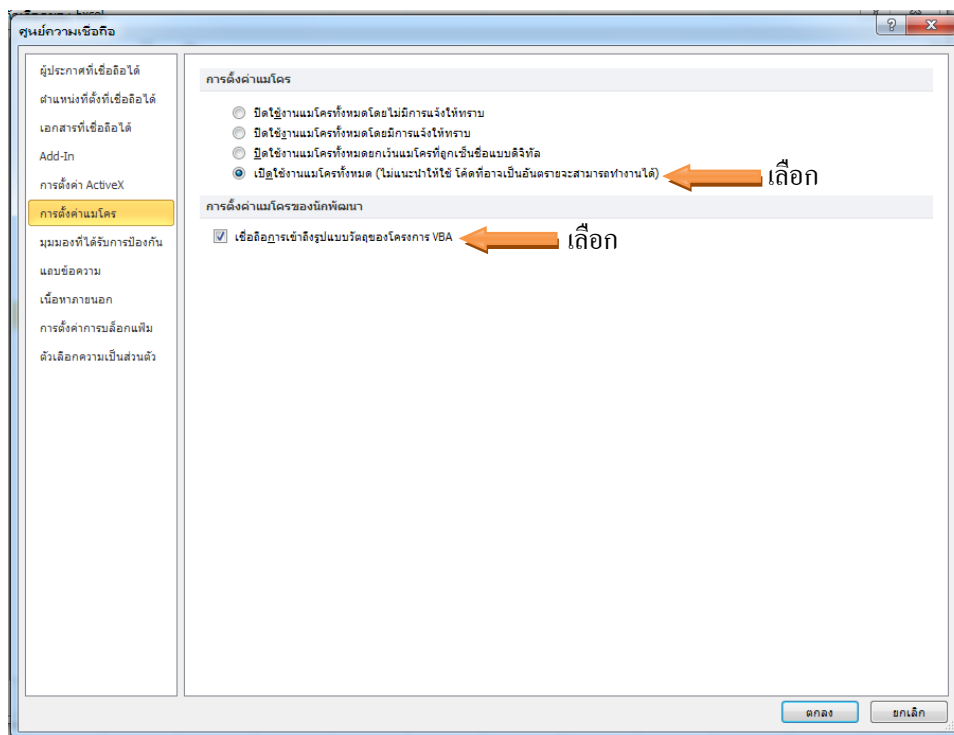 ศูนย์ความเชื่อถือ
ผู้ประกาศที่เชื่อถือได้
ตำแหน่งที่ตั้งที่เชื่อถือได้
เอกสารที่เชื่อถือได้
Add-In
การตั้งค่า ActiveX
การตั้งค่าแมโคร
มุมมองที่ได้รับการป้องกัน
แถบข้อความ
เนื้อหาภายนอก
การตั้งค่าการบล็อกแฟ้ม
ตัวเลือกความเป็นส่วนตัว
การตั้งค่าแมโคร
ปิดใช้งานแมโครทั้งหมดโดยไม่มีการแจ้งให้ทราบ
ปิดใช้งานแมโครทั้งหมดโดยมีการแจ้งให้ทราบ
ปิดใช้งานแมโครทั้งหมดยกเว้นแมโครที่ถูกเซ็นชื่อแบบดิจิทัล
เปิดใช้งานแมโครทั้งหมด (ไม่แนะนำให้ใช้ โค้ดที่อาจเป็นอันตรายจะสามารถทำงานได้) เลือก
การตั้งค่าแมโครของนักพัฒนา
เชื่อถือการเข้าถึงรูปแบบวัตถุของโครงการ VBA เลือก
ตกลง ยกเลิก